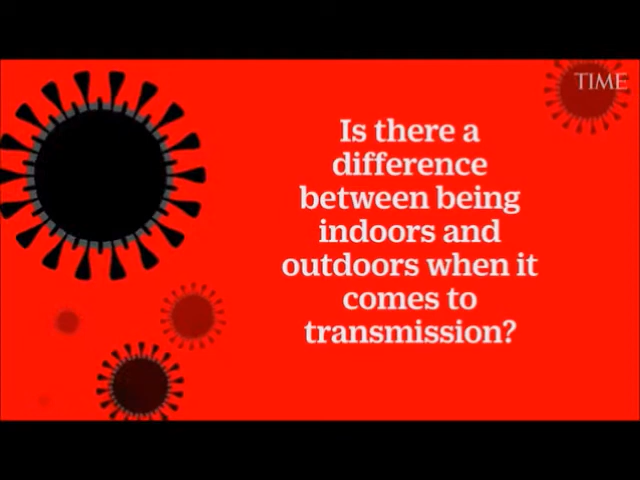 TIME
Is there a
difference
between being
indoors and
outdoors when it
comes to
transmission?